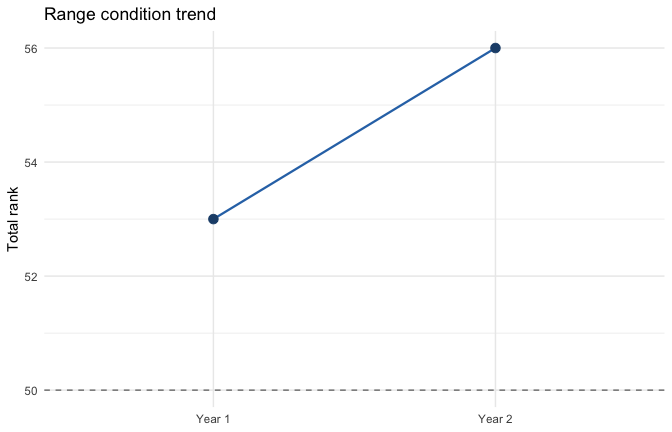 Range condition trend
Total rank
56
54
52
50
Year 1
Year 2